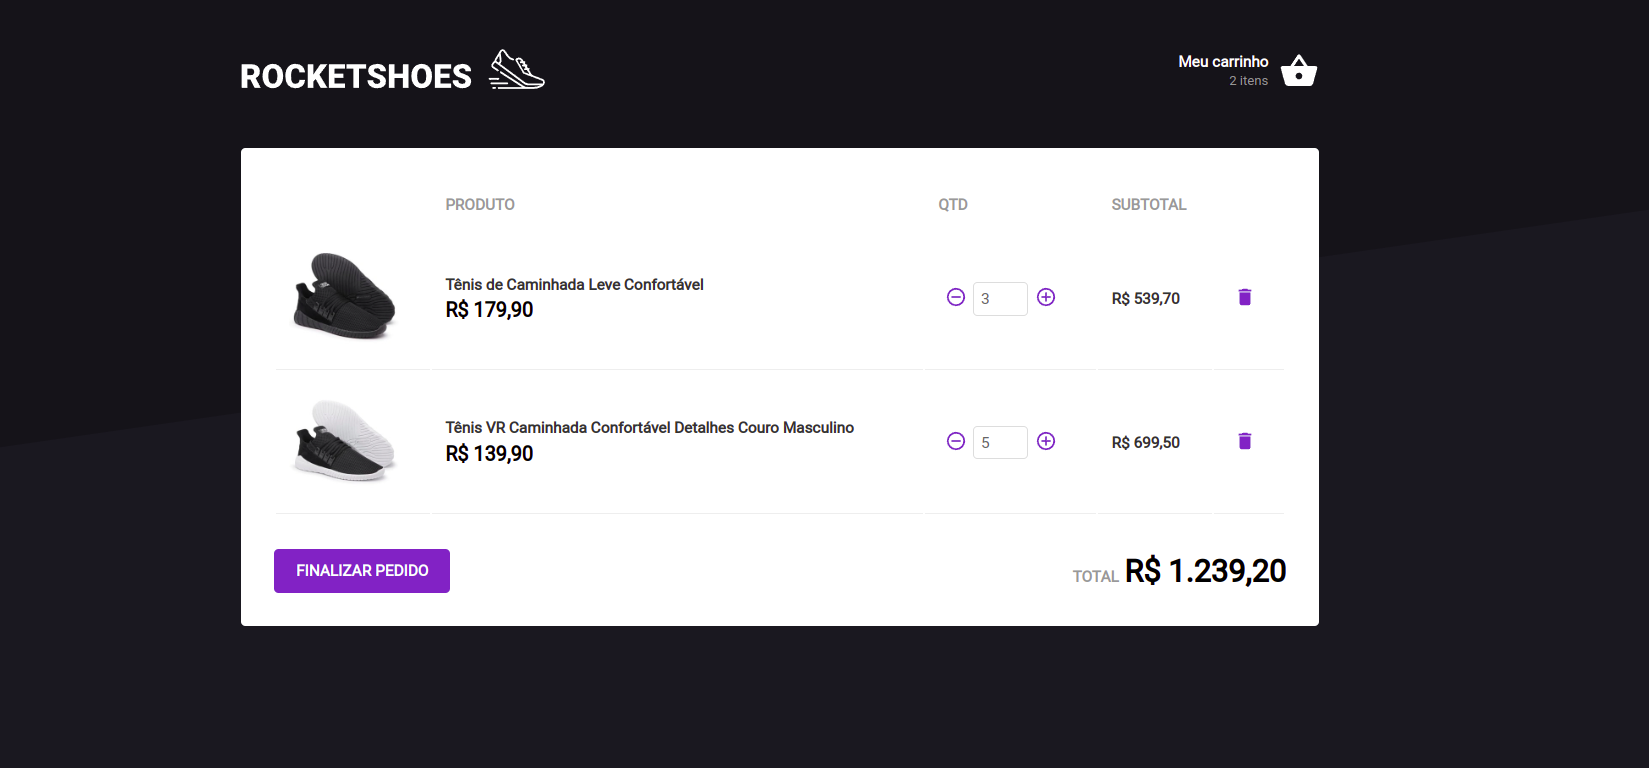 ROCKETSHOES
Meu carrinho
2 itens
PRODUTO QTD SUBTOTAL
Tênis de Caminhada Leve Confortável
R$ 179,90
3
R$ 539,70
Tênis VR Caminhada Confortável Detalhes Couro Masculino
R$ 139,90
5
R$ 699,50
FINALIZAR PEDIDO
TOTAL R$ 1.239,20